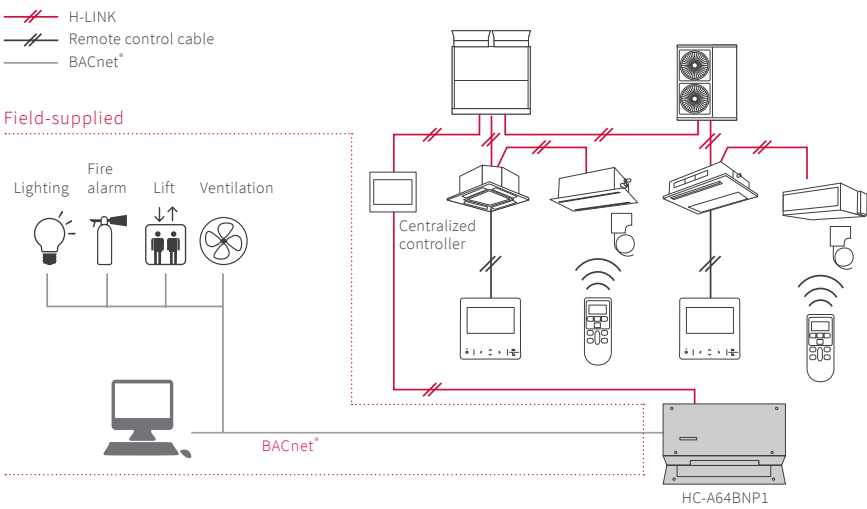 H-LINK
Remote control cable
BACnet®
Field-supplied
Lighting
Fire
alarm
Lift
Ventilation
Centralized
controller
BACnet®
HC-A64BNP1